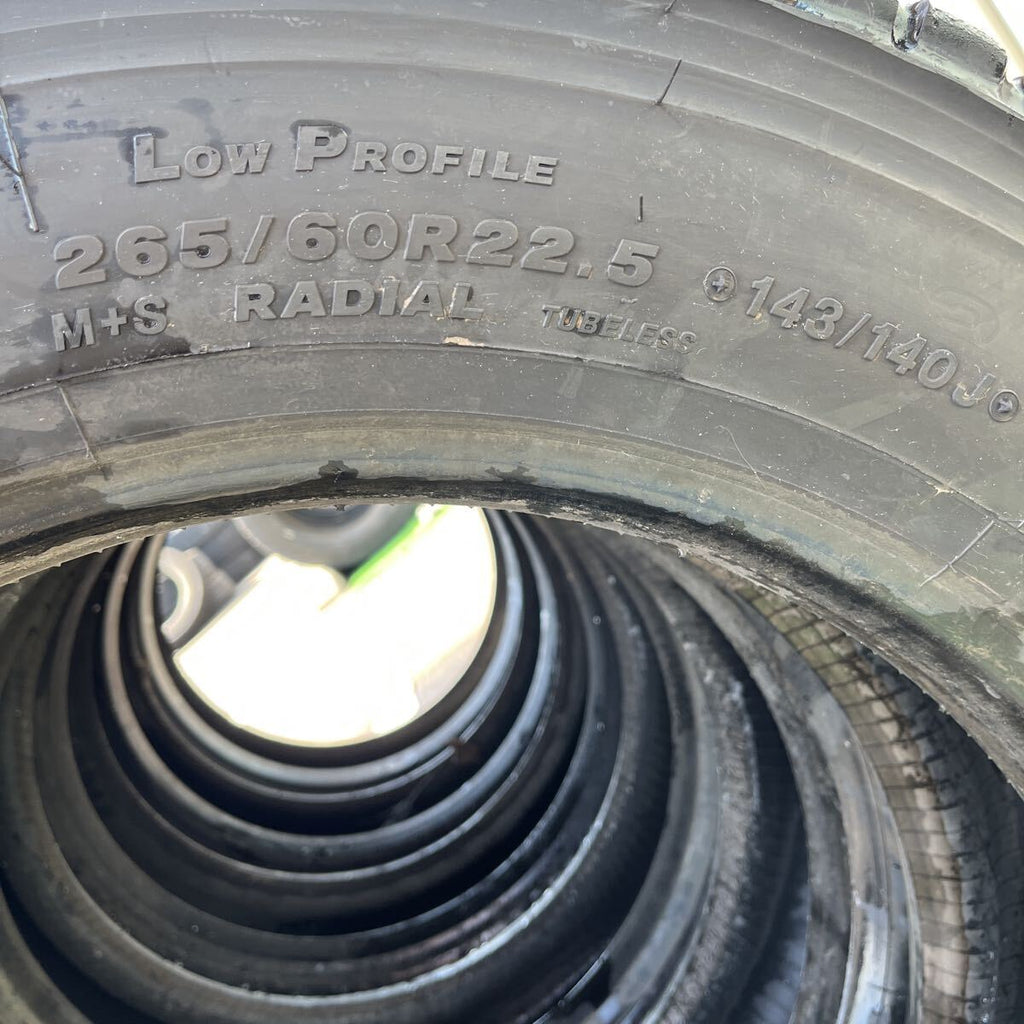 LOW PROFILE
265/60R22.5
143/140J
M+S RADIAL TUBELESS